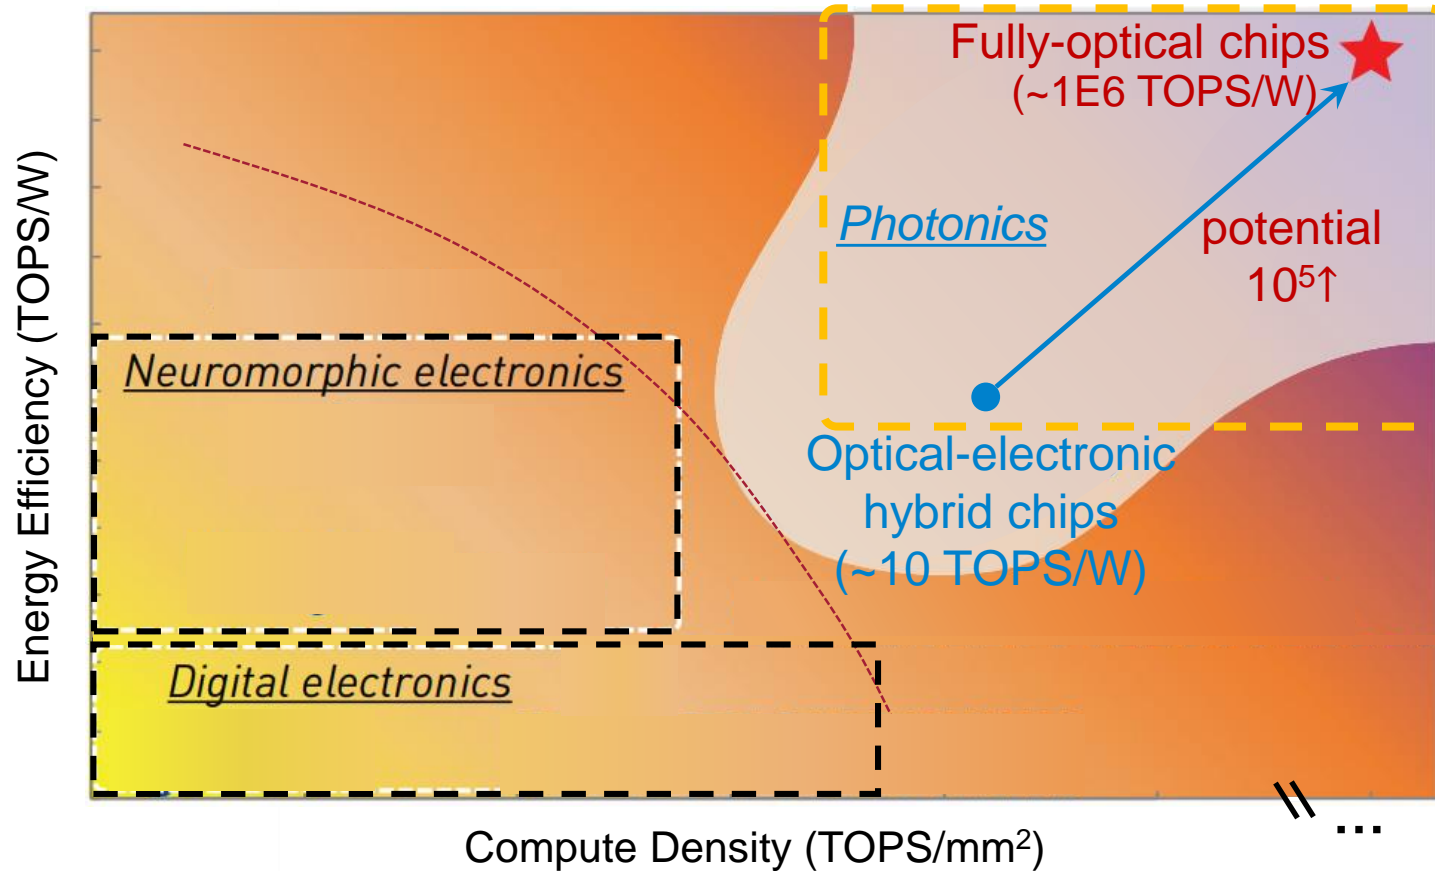 Fully-optical chips
(~1E6 TOPS/W)
Photonics
potential
10⁵↑
Neuromorphic electronics
Optical-electronic
hybrid chips
(~10 TOPS/W)
Digital electronics
Energy Efficiency (TOPS/W)
...
Compute Density (TOPS/mm²)